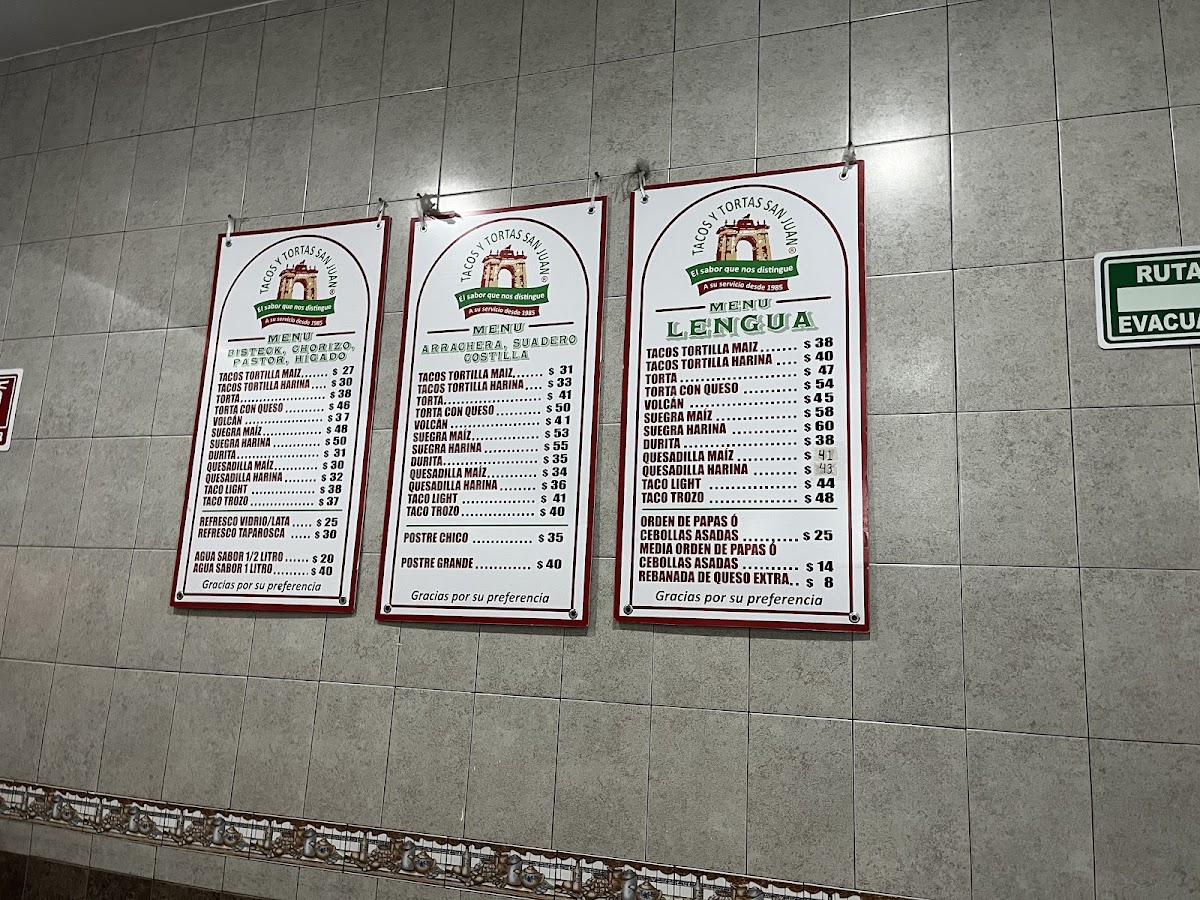 TACOS Y TORTAS SAN JUAN®
El sabor que nos distingue
A su servicio desde 1985
MENU
BISTECK, CHORIZO,
PASTOR, HIGADO
TACOS TORTILLA MAIZ..... $ 27
TACOS TORTILLA HARINA.... $ 30
TORTA........................ $ 38
TORTA CON QUESO.......... $ 46
VOLCÁN..................... $ 37
SUEGRA MAÍZ................ $ 48
SUEGRA HARINA............. $ 50
DURITA...................... $ 31
QUESADILLA MAÍZ.......... $ 30
QUESADILLA HARINA....... $ 32
TACO LIGHT................. $ 38
TACO TROZO................. $ 37
REFRESCO VIDRIO/LATA..... $ 25
REFRESCO TAPAROSCA..... $ 30
AGUA SABOR 1/2 LITRO...... $ 20
AGUA SABOR 1 LITRO........ $ 40
Gracias por su preferencia
TACOS Y TORTAS SAN JUAN®
El sabor que nos distingue
A su servicio desde 1985
MENU
ARRACHERA, SUADERO
COSTILLA
TACOS TORTILLA MAIZ...... $ 31
TACOS TORTILLA HARINA.... $ 33
TORTA....................... $ 41
TORTA CON QUESO.......... $ 50
VOLCÁN..................... $ 41
SUEGRA MAÍZ................ $ 53
SUEGRA HARINA............. $ 55
DURITA...................... $ 35
QUESADILLA MAÍZ.......... $ 34
QUESADILLA HARINA....... $ 36
TACO LIGHT................. $ 41
TACO TROZO................. $ 40
POSTRE CHICO............ $ 35
POSTRE GRANDE........... $ 40
Gracias por su preferencia
TACOS Y TORTAS SAN JUAN®
El sabor que nos distingue
A su servicio desde 1985
MENU
LENGUA
TACOS TORTILLA MAIZ...... $ 38
TACOS TORTILLA HARINA.... $ 40
TORTA....................... $ 47
TORTA CON QUESO.......... $ 54
VOLCÁN..................... $ 45
SUEGRA MAÍZ................ $ 58
SUEGRA HARINA............. $ 60
DURITA...................... $ 38
QUESADILLA MAÍZ.......... $ 41
QUESADILLA HARINA....... $ 43
TACO LIGHT................. $ 44
TACO TROZO................. $ 48
ORDEN DE PAPAS Ó
CEBOLLAS ASADAS.......... $ 25
MEDIA ORDEN DE PAPAS Ó
CEBOLLAS ASADAS.......... $ 14
REBANADA DE QUESO EXTRA.. $ 8
Gracias por su preferencia
RUTA
EVACUA